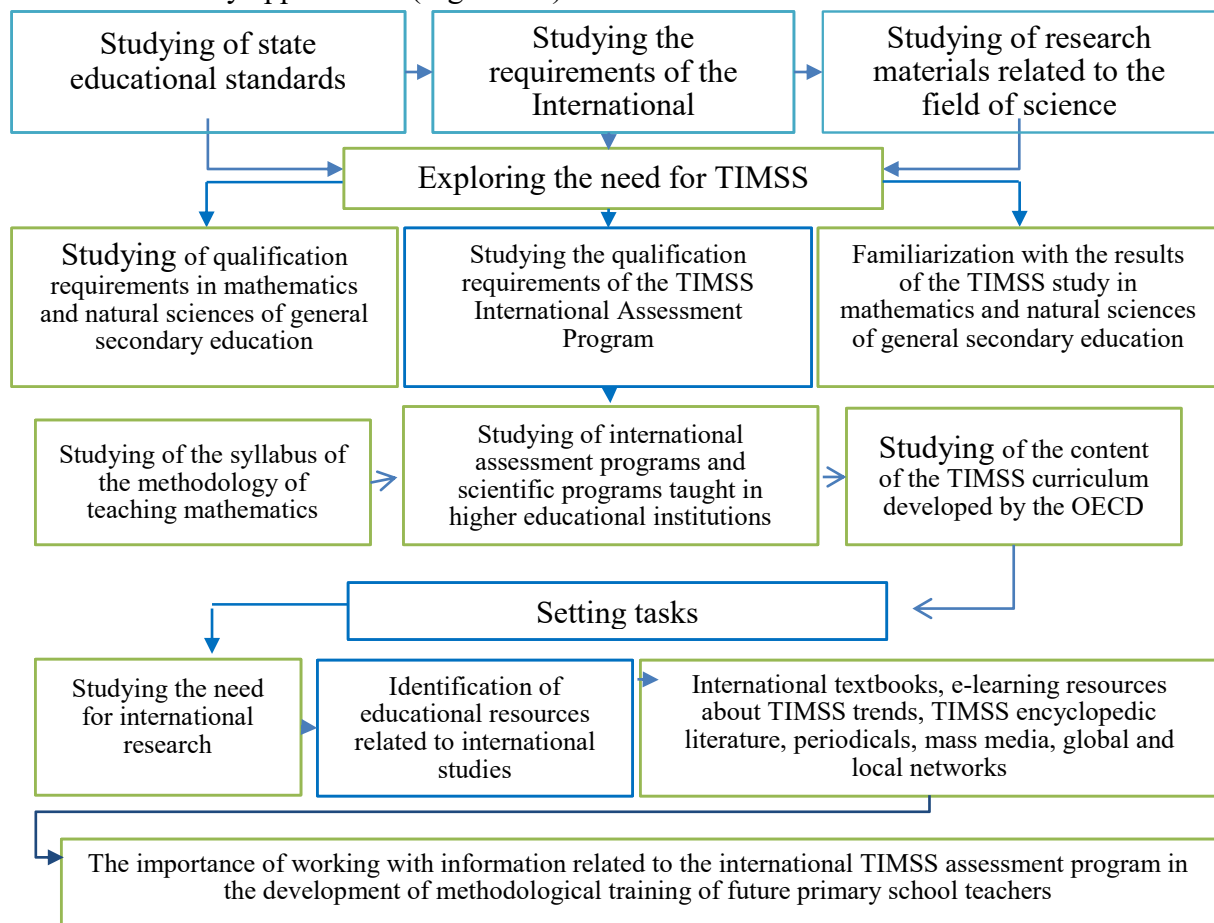 Studying of state
educational standards
Studying the
requirements of the
International
Studying of research
materials related to the
field of science
Exploring the need for TIMSS
Studying of qualification
requirements in mathematics
and natural sciences of general
secondary education
Studying the qualification
requirements of the TIMSS
International Assessment
Program
Familiarization with the results
of the TIMSS study in
mathematics and natural sciences
of general secondary education
Studying of the syllabus of
the methodology of
teaching mathematics
Studying of international
assessment programs and
scientific programs taught in
higher educational institutions
Studying of the content
of the TIMSS curriculum
developed by the OECD
Setting tasks
Studying the need
for international
research
Identification of
educational resources
related to international
studies
International textbooks, e-learning resources
about TIMSS trends, TIMSS encyclopedic
literature, periodicals, mass media, global and
local networks
The importance of working with information related to the international TIMSS assessment program in
the development of methodological training of future primary school teachers